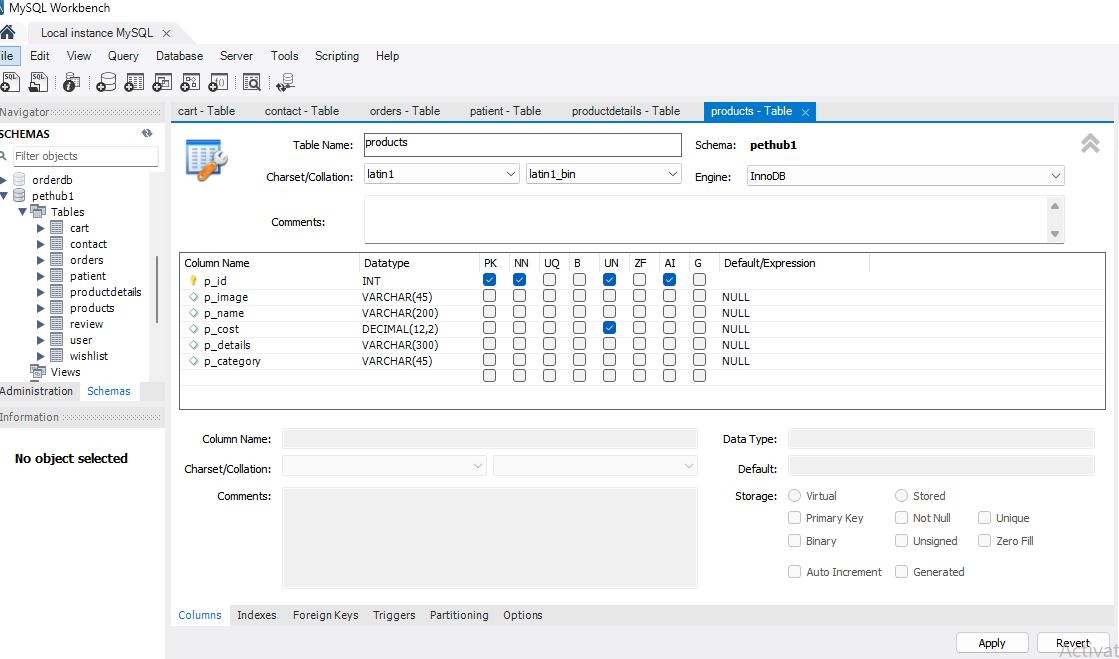 MySQL Workbench
Local instance MySQL
ile Edit View Query Database Server Tools Scripting Help
Navigator
SCHEMAS
Filter objects
orderdb
pethub1
Tables
cart
contact
orders
patient
productdetails
products
review
user
wishlist
Views
Administration Schemas
Information
No object selected
cart - Table contact - Table orders - Table patient - Table productdetails - Table products - Table
Table Name: products Schema: pethub1
Charset/Collation: latin1 latin1_bin Engine: InnoDB
Comments:
Column Name Datatype PK NN UQ B UN ZF AI G Default/Expression
p_id INT
p_image VARCHAR(45) NULL
p_name VARCHAR(200) NULL
p_cost DECIMAL(12,2) NULL
p_details VARCHAR(300) NULL
p_category VARCHAR(45) NULL
Column Name: Data Type:
Charset/Collation: Default:
Comments: Storage: Virtual Stored
Primary Key Not Null Unique
Binary Unsigned Zero Fill
Auto Increment Generated
Columns Indexes Foreign Keys Triggers Partitioning Options
Apply Revert
Activat